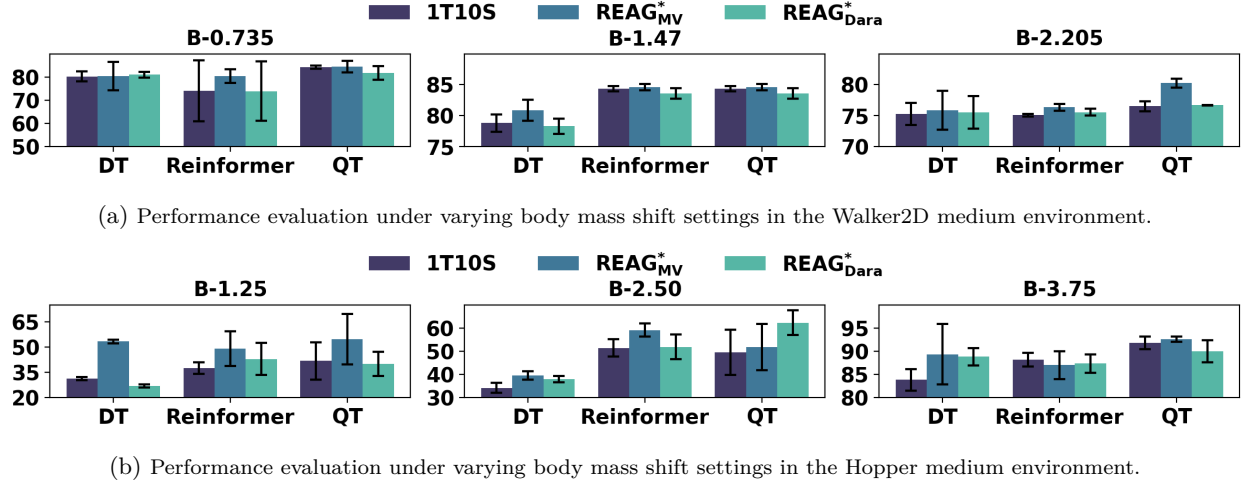 1T10S REAG*MV REAG*Dara
B-0.735 B-1.47 B-2.205
80
70
60
50
DT Reinformer QT
85
80
75
DT Reinformer QT
80
75
70
DT Reinformer QT
(a) Performance evaluation under varying body mass shift settings in the Walker2D medium environment.
1T10S REAG*MV REAG*Dara
B-1.25 B-2.50 B-3.75
65
50
35
20
DT Reinformer QT
60
50
40
30
DT Reinformer QT
95
90
85
80
DT Reinformer QT
(b) Performance evaluation under varying body mass shift settings in the Hopper medium environment.